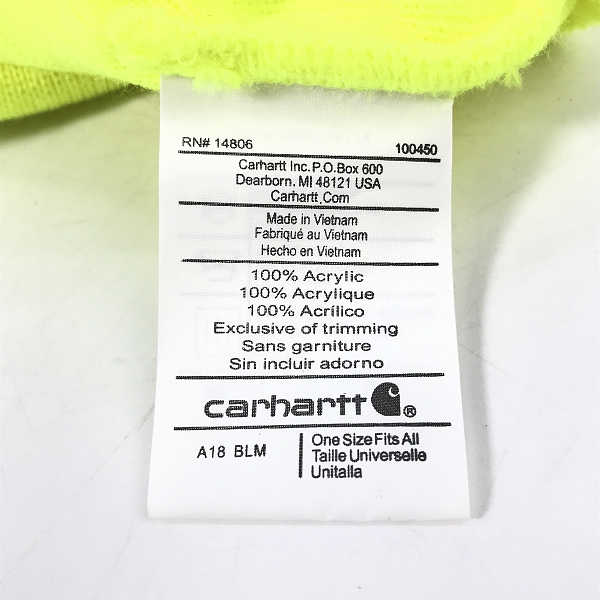 RN# 14806 100450
Carhartt Inc. P.O.Box 600
Dearborn, MI 48121 USA
Carhartt.Com
Made in Vietnam
Fabriqué au Vietnam
Hecho en Vietnam
100% Acrylic
100% Acrylique
100% Acrílico
Exclusive of trimming
Sans garniture
Sin incluir adorno
carhartt ®
A18 BLM
One Size Fits All
Taille Universelle
Unitalla